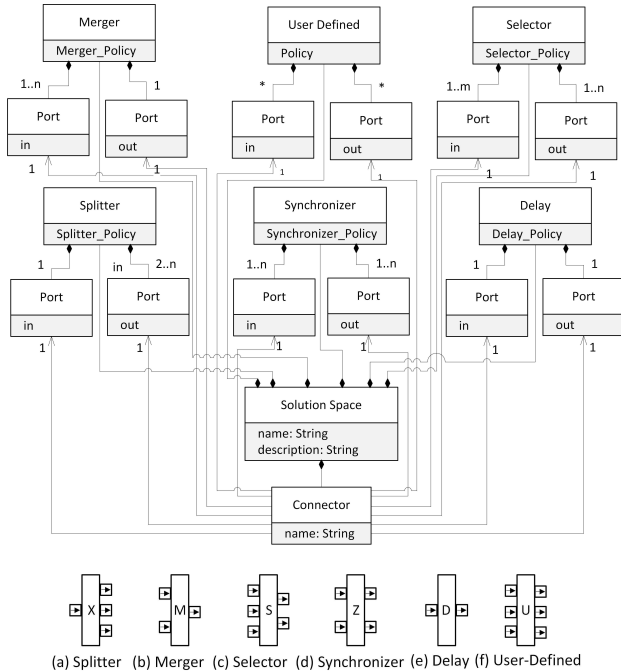 Merger
Merger_Policy
User Defined
Policy
Selector
Selector_Policy
1..n
1
*
*
1..m
1..n
Port
in
Port
out
Port
in
Port
out
Port
in
Port
out
1
1
1
1
1
1
Splitter
Splitter_Policy
Synchronizer
Synchronizer_Policy
Delay
Delay_Policy
1
in
2..n
1..n
1..n
1
1
Port
in
Port
out
Port
in
Port
out
Port
in
Port
out
1
1
1
1
1
1
Solution Space
name: String
description: String
Connector
name: String
X
M
S
Z
D
U
(a) Splitter
(b) Merger
(c) Selector
(d) Synchronizer
(e) Delay
(f) User-Defined